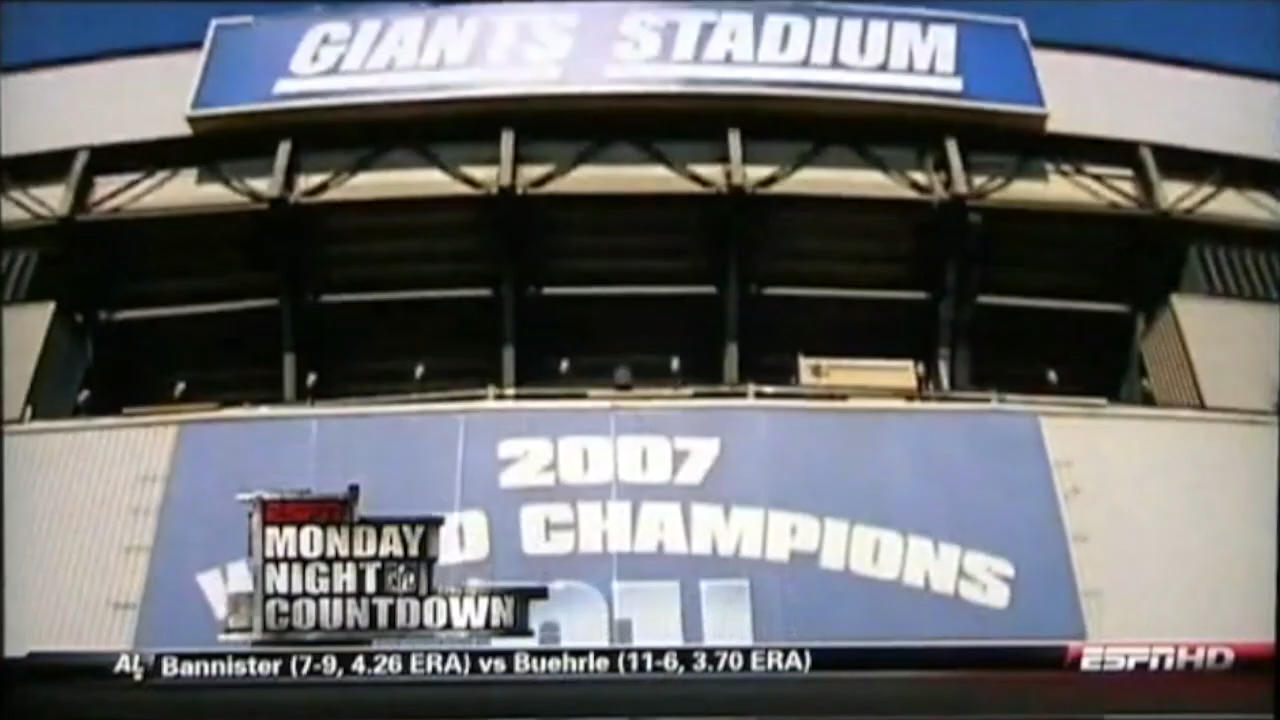 GIANTS STADIUM
2007
CHAMPIONS
ESPN
MONDAY
NIGHT
COUNTDOWN
AL Bannister (7-9, 4.26 ERA) vs Buehrle (11-6, 3.70 ERA)
ESPNHD